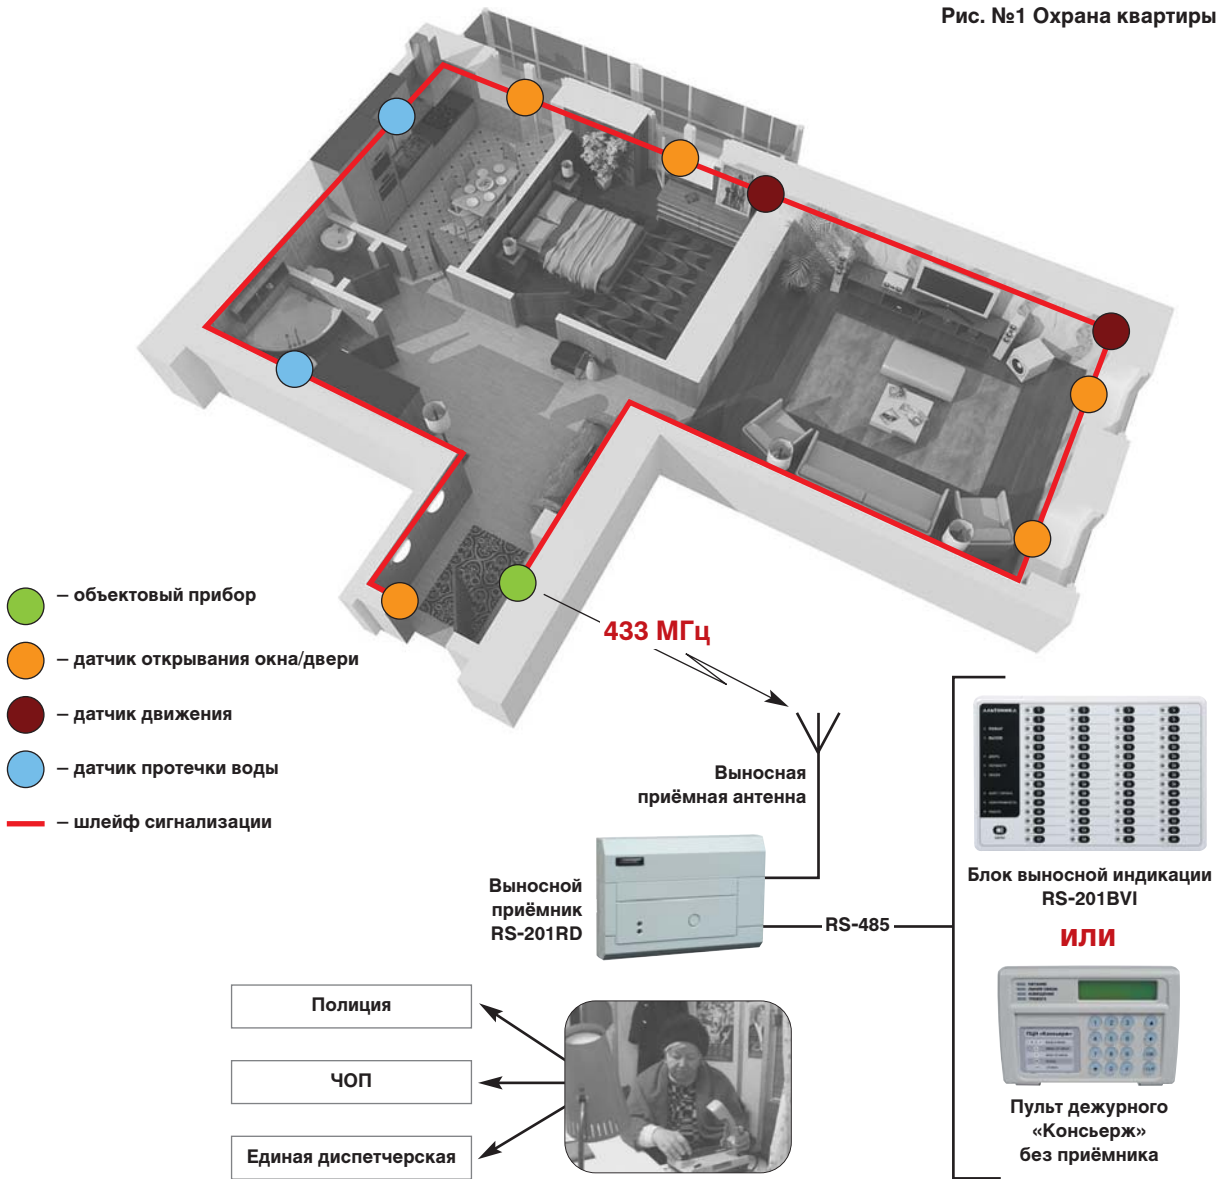 Рис. №1 Охрана квартиры
– объектовый прибор
– датчик открывания окна/двери
– датчик движения
– датчик протечки воды
– шлейф сигнализации
433 МГц
Выносная
приёмная антенна
Выносной
приёмник
RS-201RD
RS-485
Блок выносной индикации
RS-201BVI
или
ПЦН «Консьерж»
Пульт дежурного
«Консьерж»
без приёмника
Полиция
ЧОП
Единая диспетчерская